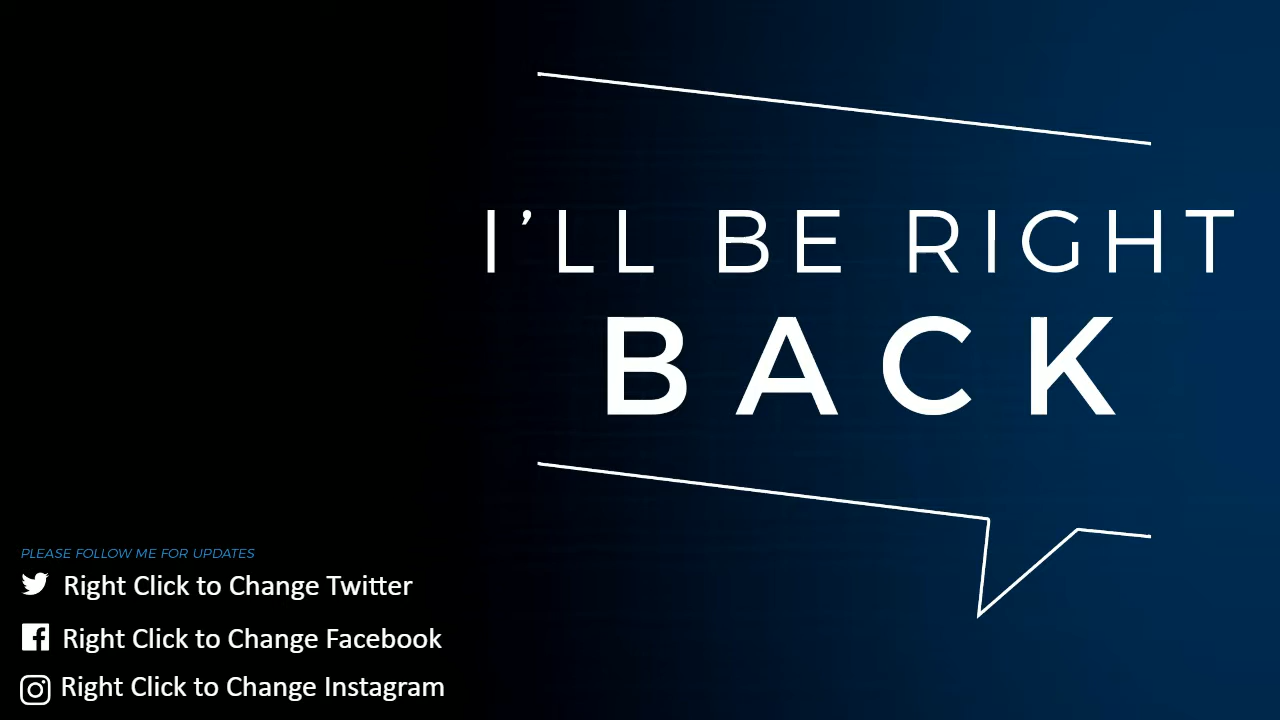 I’LL BE RIGHT
BACK
PLEASE FOLLOW ME FOR UPDATES
Right Click to Change Twitter
Right Click to Change Facebook
Right Click to Change Instagram